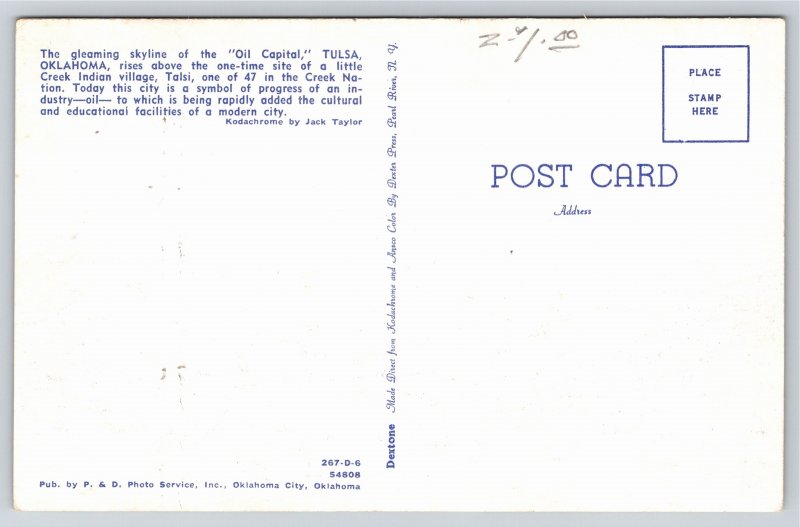 The gleaming skyline of the "Oil Capital," TULSA,
OKLAHOMA, rises above the one-time site of a little
Creek Indian village, Talsi, one of 47 in the Creek Na-
tion. Today this city is a symbol of progress of an in-
dustry—oil— to which is being rapidly added the cultural
and educational facilities of a modern city.
Kodachrome by Jack Taylor
267-D-6
54808
Pub. by P. & D. Photo Service, Inc., Oklahoma City, Oklahoma
Dextone Made Direct from Kodachrome and Ansco Color By Dexter Press, Pearl River, N. Y.
PLACE
STAMP
HERE
POST CARD
Address